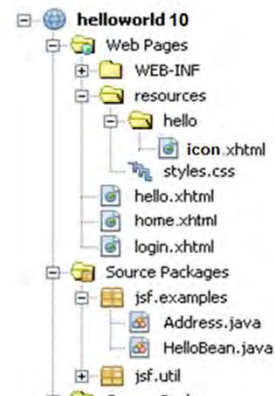 helloworld 10
Web Pages
WEB-INF
resources
hello
icon.xhtml
styles.css
hello.xhtml
home.xhtml
login.xhtml
Source Packages
jsf.examples
Address.java
HelloBean.java
jsf.util